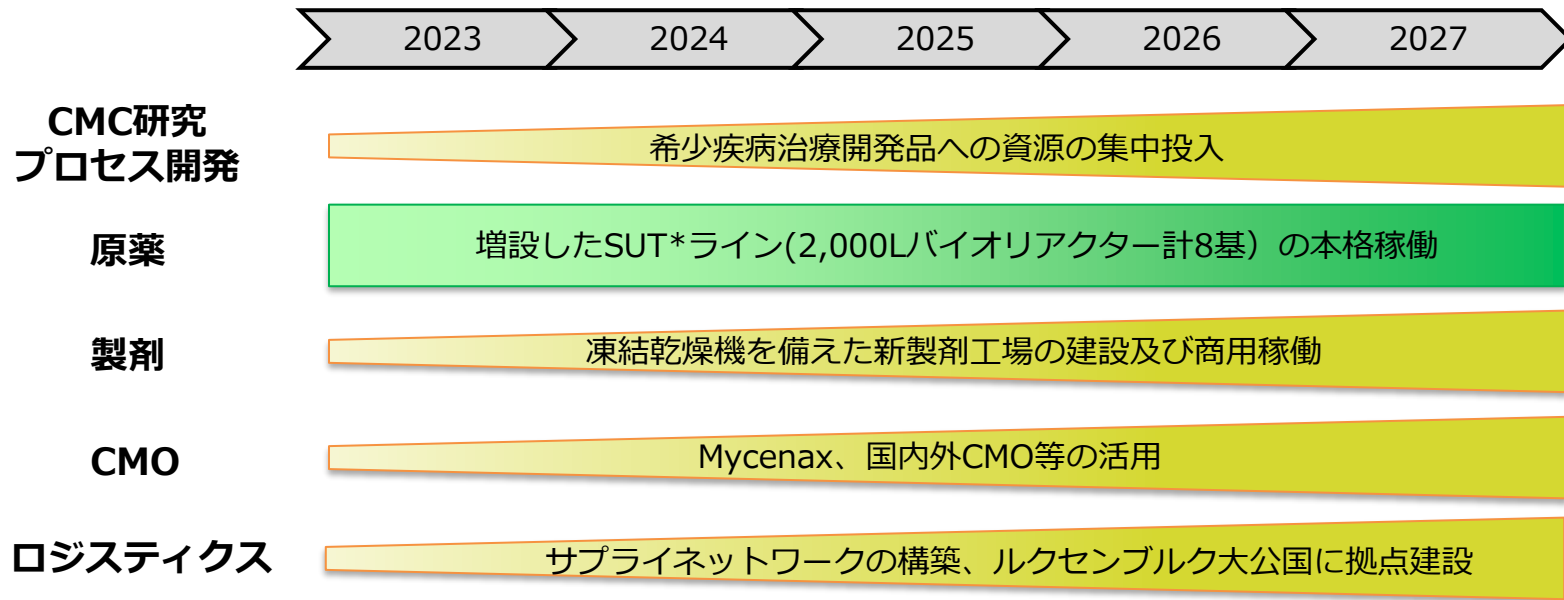 2023 2024 2025 2026 2027
CMC研究
プロセス開発
希少疾病治療開発品への資源の集中投入
原薬
増設したSUT*ライン(2,000Lバイオリアクター計8基）の本格稼働
製剤
凍結乾燥機を備えた新製剤工場の建設及び商用稼働
CMO
Mycenax、国内外CMO等の活用
ロジスティクス
サプライネットワークの構築、ルクセンブルク大公国に拠点建設